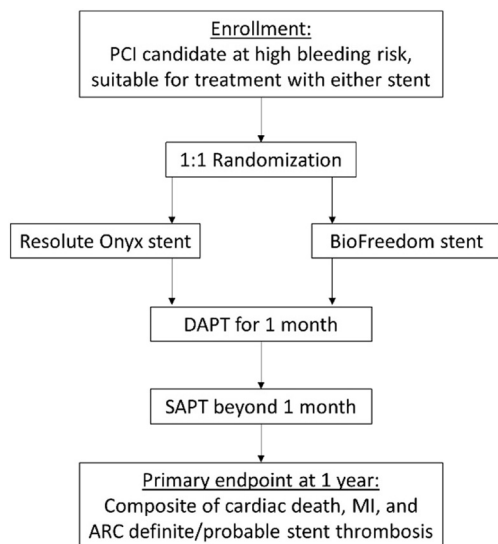 Enrollment:
PCI candidate at high bleeding risk,
suitable for treatment with either stent
1:1 Randomization
Resolute Onyx stent
BioFreedom stent
DAPT for 1 month
SAPT beyond 1 month
Primary endpoint at 1 year:
Composite of cardiac death, MI, and
ARC definite/probable stent thrombosis